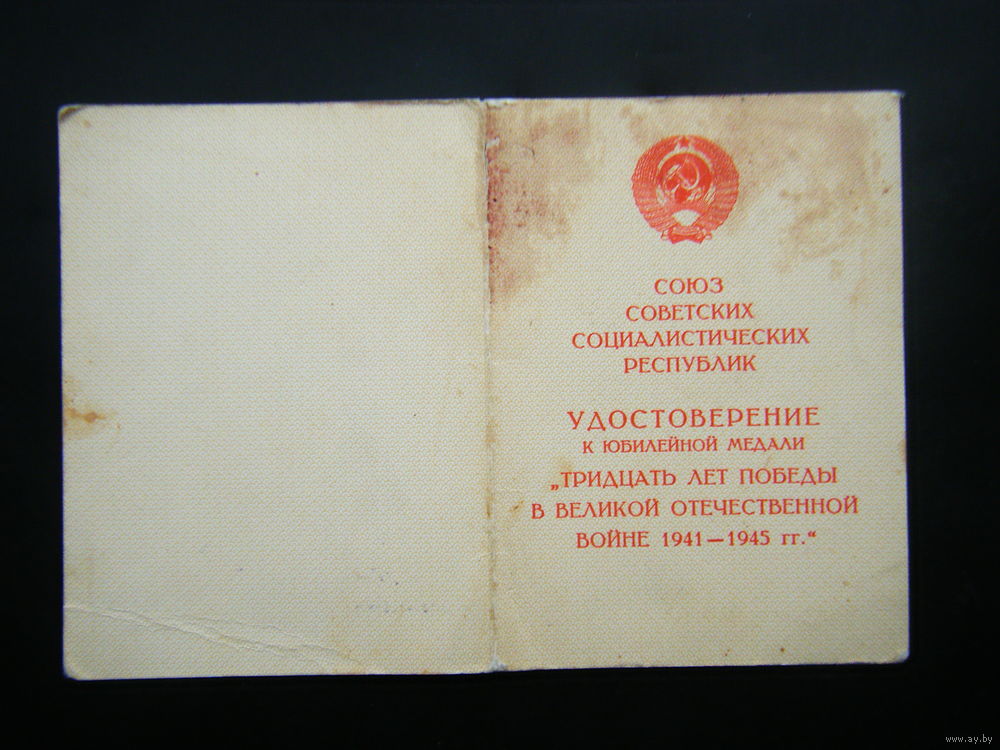 СОЮЗ
СОВЕТСКИХ
СОЦИАЛИСТИЧЕСКИХ
РЕСПУБЛИК
УДОСТОВЕРЕНИЕ
К ЮБИЛЕЙНОЙ МЕДАЛИ
„ТРИДЦАТЬ ЛЕТ ПОБЕДЫ
В ВЕЛИКОЙ ОТЕЧЕСТВЕННОЙ
ВОЙНЕ 1941—1945 гг.“
www.ay.by